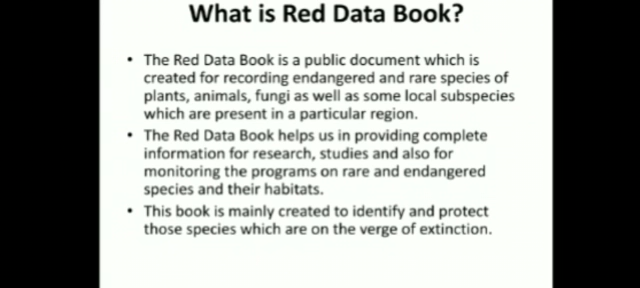 What is Red Data Book?
• The Red Data Book is a public document which is
created for recording endangered and rare species of
plants, animals, fungi as well as some local subspecies
which are present in a particular region.
• The Red Data Book helps us in providing complete
information for research, studies and also for
monitoring the programs on rare and endangered
species and their habitats.
• This book is mainly created to identify and protect
those species which are on the verge of extinction.